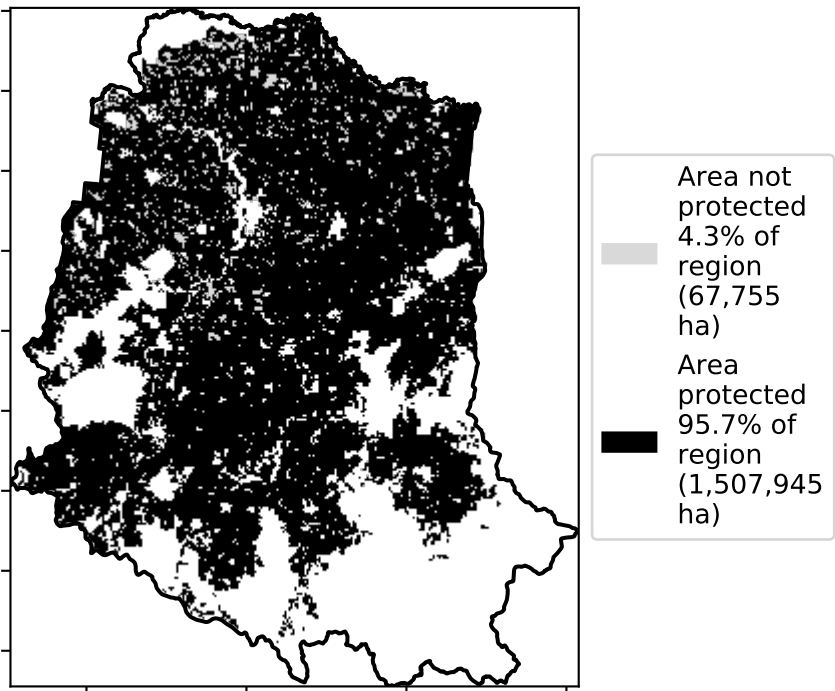 Area not
protected
4.3% of
region
(67,755
ha)
Area
protected
95.7% of
region
(1,507,945
ha)